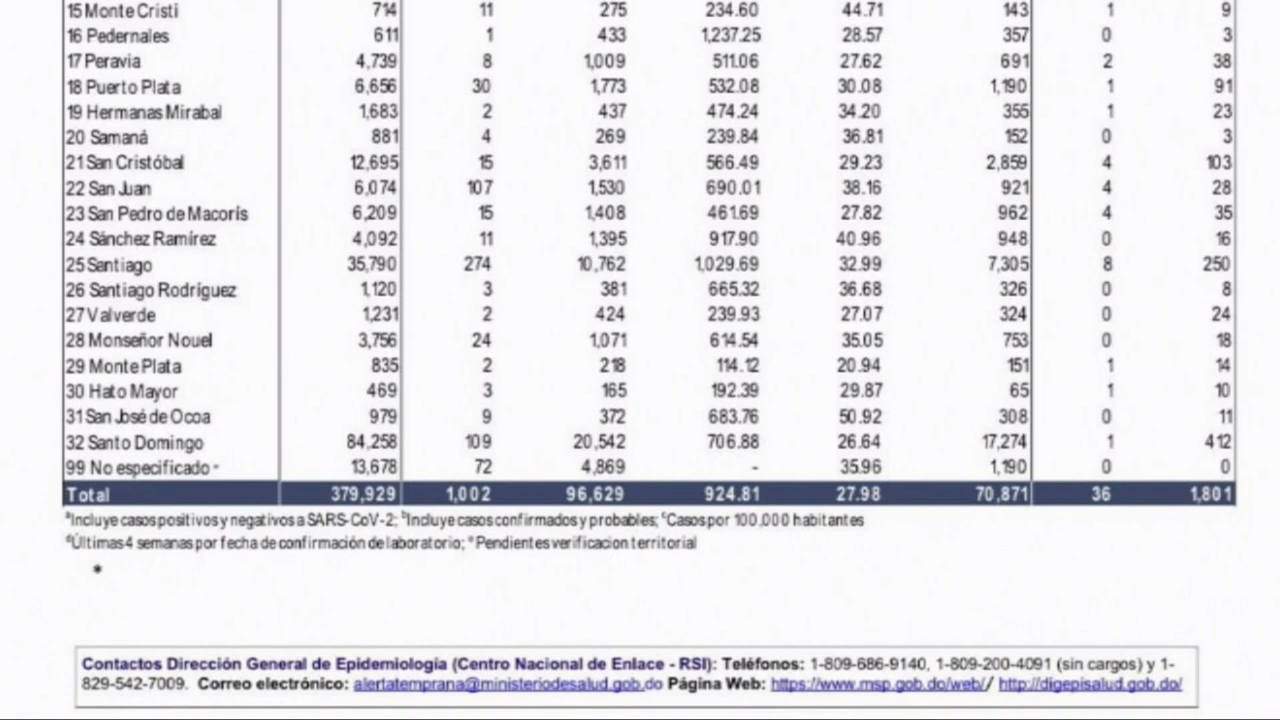 15 Monte Cristi 714 11 275 234.60 44.71 143 1 9
16 Pedernales 611 1 433 1,237.25 28.57 357 0 3
17 Peravia 4,739 8 1,009 511.06 27.62 691 2 38
18 Puerto Plata 6,656 30 1,773 532.08 30.08 1,190 1 91
19 Hermanas Mirabal 1,683 2 437 474.24 34.20 355 1 23
20 Samaná 881 4 269 239.84 36.81 152 0 3
21 San Cristóbal 12,695 15 3,611 566.49 29.23 2,859 4 103
22 San Juan 6,074 107 1,530 690.01 38.16 921 4 28
23 San Pedro de Macorís 6,209 15 1,408 461.69 27.82 962 4 35
24 Sánchez Ramírez 4,092 11 1,395 917.90 40.96 948 0 16
25 Santiago 35,790 274 10,762 1,029.69 32.99 7,305 8 250
26 Santiago Rodríguez 1,120 3 381 665.32 36.68 326 0 8
27 Valverde 1,231 2 424 239.93 27.07 324 0 24
28 Monseñor Nouel 3,756 24 1,071 614.54 35.05 753 0 18
29 Monte Plata 835 2 218 114.12 20.94 151 1 14
30 Hato Mayor 469 3 165 192.39 29.87 65 1 10
31 San José de Ocoa 979 9 372 683.76 50.92 308 0 11
32 Santo Domingo 84,258 109 20,542 706.88 26.64 17,274 1 412
99 No especificado ᵉ 13,678 72 4,869 - 35.96 1,190 0 0
Total 379,929 1,002 96,629 924.81 27.98 70,871 36 1,801
ᵃIncluye casos positivos y negativos a SARS-CoV-2; ᵇIncluye casos confirmados y probables; ᶜCasos por 100,000 habitantes
ᵈÚltimas 4 semanas por fecha de confirmación de laboratorio; ᵉPendientes verificacion territorial
*
Contactos Dirección General de Epidemiología (Centro Nacional de Enlace - RSI): Teléfonos: 1-809-686-9140, 1-809-200-4091 (sin cargos) y 1-
829-542-7009. Correo electrónico: alertatemprana@ministeriodesalud.gob.do Página Web: https://www.msp.gob.do/web// http://digepisalud.gob.do/